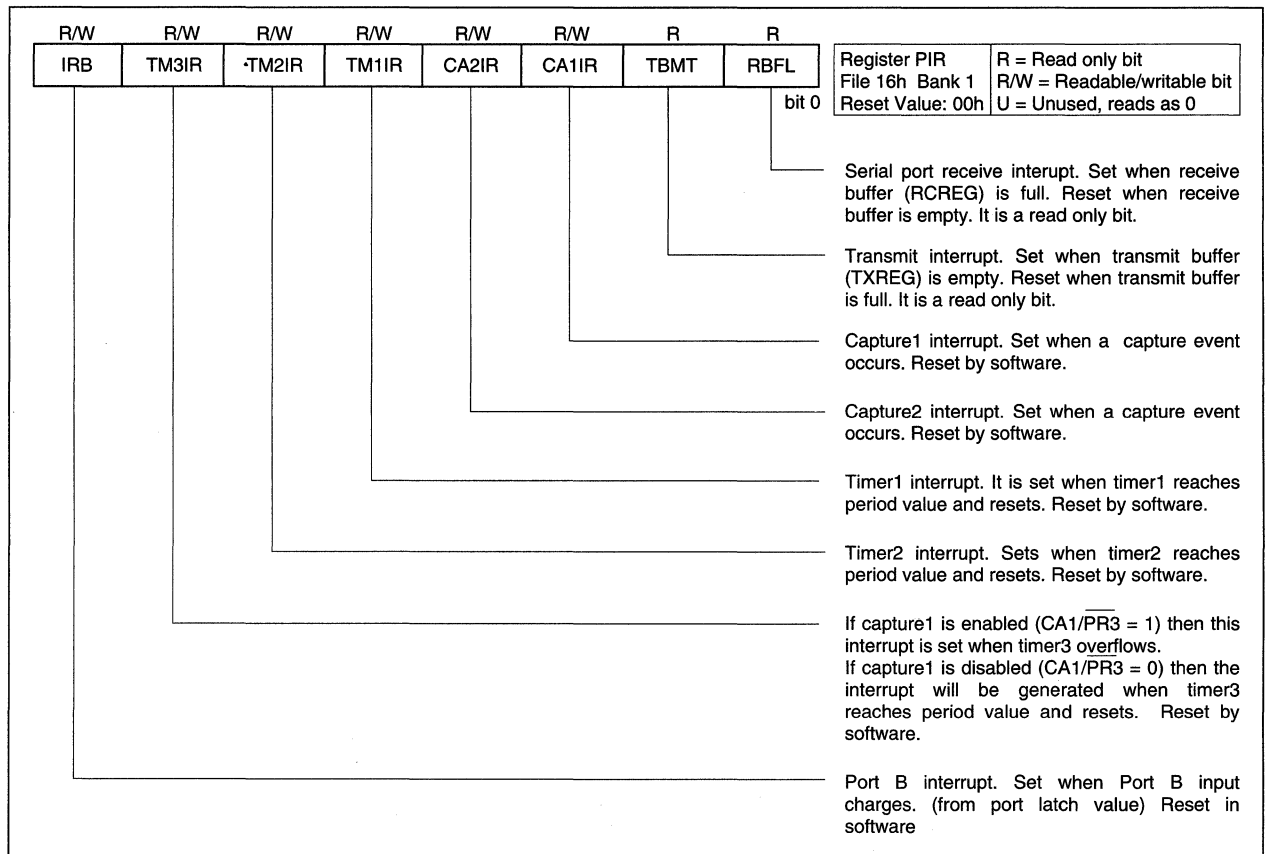 R/W R/W R/W R/W R/W R/W R R
IRB TM3IR ·TM2IR TM1IR CA2IR CA1IR TBMT RBFL
bit 0
Register PIR
File 16h Bank 1
Reset Value: 00h
R = Read only bit
R/W = Readable/writable bit
U = Unused, reads as 0
Serial port receive interupt. Set when receive
buffer (RCREG) is full. Reset when receive
buffer is empty. It is a read only bit.
Transmit interrupt. Set when transmit buffer
(TXREG) is empty. Reset when transmit buffer
is full. It is a read only bit.
Capture1 interrupt. Set when a capture event
occurs. Reset by software.
Capture2 interrupt. Set when a capture event
occurs. Reset by software.
Timer1 interrupt. It is set when timer1 reaches
period value and resets. Reset by software.
Timer2 interrupt. Sets when timer2 reaches
period value and resets. Reset by software.
If capture1 is enabled (CA1/PR3 = 1) then this
interrupt is set when timer3 overflows.
If capture1 is disabled (CA1/PR3 = 0) then the
interrupt will be generated when timer3
reaches period value and resets. Reset by
software.
Port B interrupt. Set when Port B input
charges. (from port latch value) Reset in
software